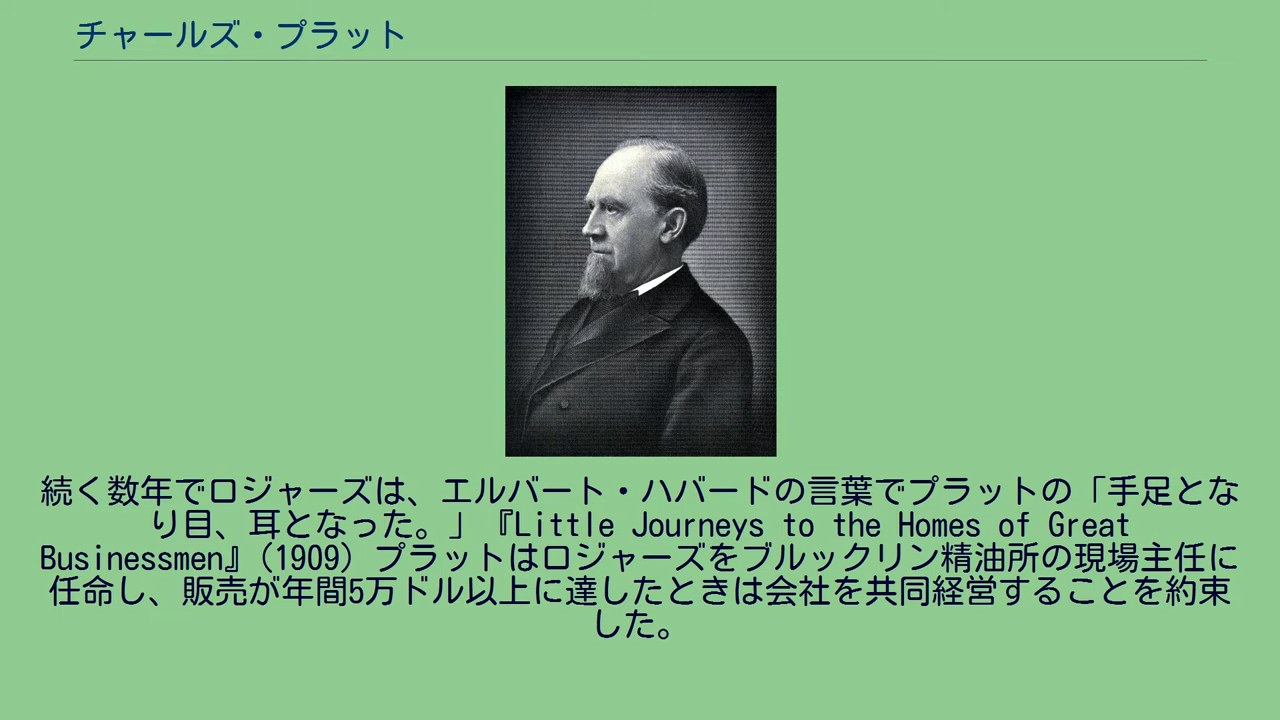 チャールズ・プラット
続く数年でロジャーズは、エルバート・ハバードの言葉でプラットの「手足とな
り目、耳となった。」『Little Journeys to the Homes of Great
Businessmen』（1909）プラットはロジャーズをブルックリン精油所の現場主任に
任命し、販売が年間5万ドル以上に達したときは会社を共同経営することを約束
した。